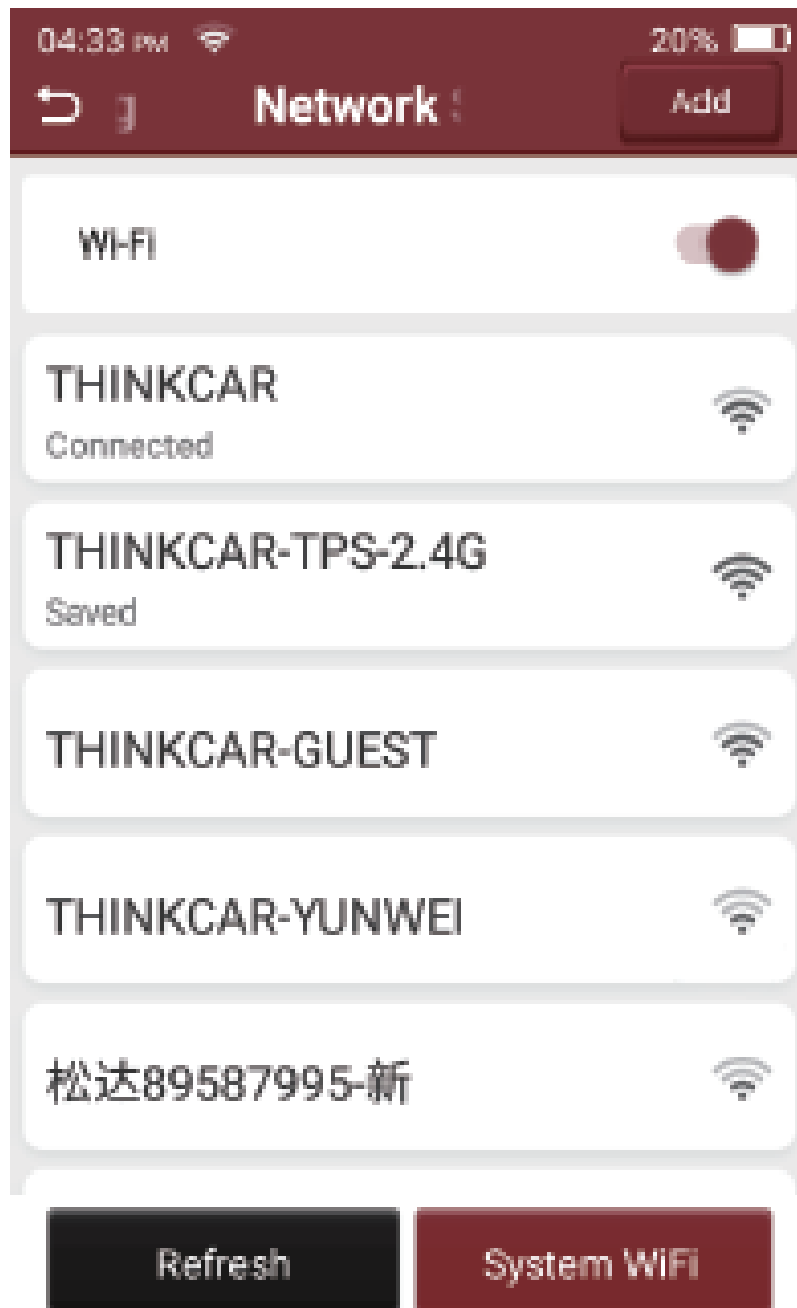 04:33 PM
20%
Network
Add
Wi-Fi
THINKCAR
Connected
THINKCAR-TPS-2.4G
Saved
THINKCAR-GUEST
THINKCAR-YUNWEI
松达89587995-新
Refresh
System WiFi